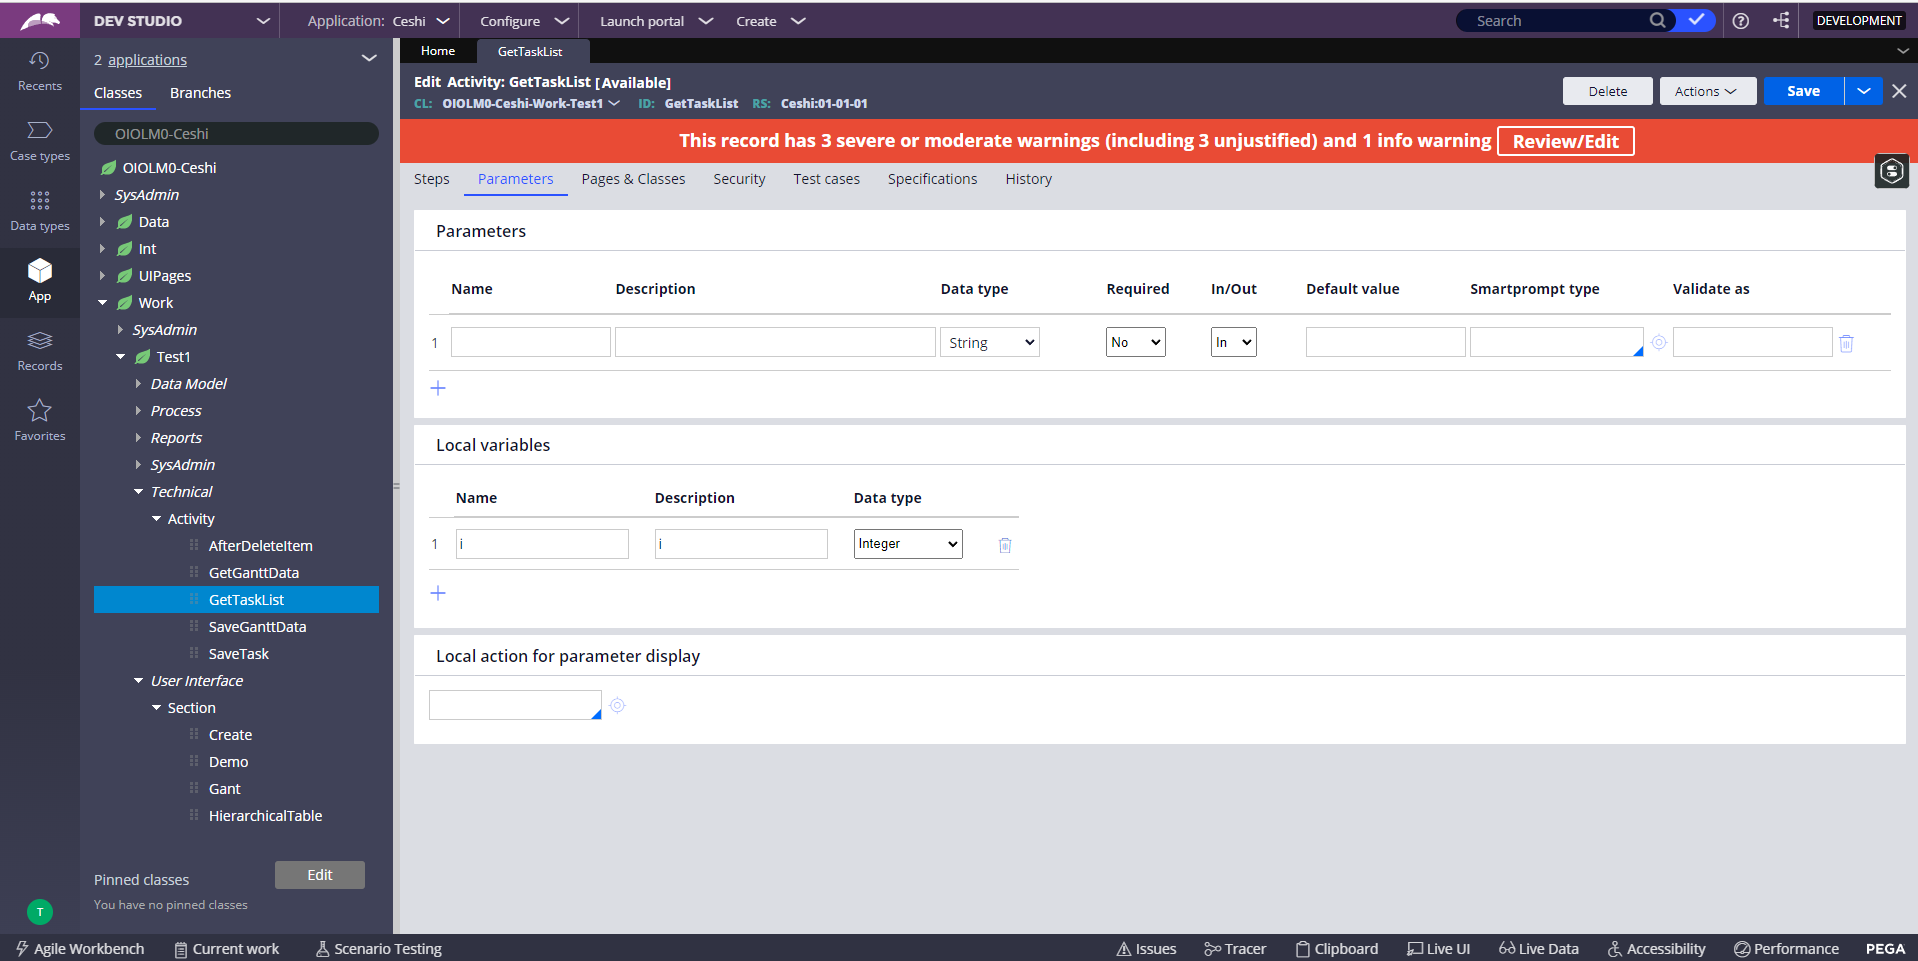 DEV STUDIO Application: Ceshi Configure Launch portal Create Search DEVELOPMENT
Recents
Case types
Data types
App
Records
Favorites
T
2 applications
Classes Branches
OIOLM0-Ceshi
OIOLM0-Ceshi
SysAdmin
Data
Int
UIPages
Work
SysAdmin
Test1
Data Model
Process
Reports
SysAdmin
Technical
Activity
AfterDeleteItem
GetGanttData
GetTaskList
SaveGanttData
SaveTask
User Interface
Section
Create
Demo
Gant
HierarchicalTable
Pinned classes Edit
You have no pinned classes
Home GetTaskList
Edit Activity: GetTaskList [Available]
CL: OIOLM0-Ceshi-Work-Test1 ID: GetTaskList RS: Ceshi:01-01-01
Delete Actions Save
This record has 3 severe or moderate warnings (including 3 unjustified) and 1 info warning Review/Edit
Steps Parameters Pages & Classes Security Test cases Specifications History
Parameters
Name Description Data type Required In/Out Default value Smartprompt type Validate as
1 String No In
Local variables
Name Description Data type
1 i i Integer
Local action for parameter display
Agile Workbench Current work Scenario Testing Issues Tracer Clipboard Live UI Live Data Accessibility Performance PEGA